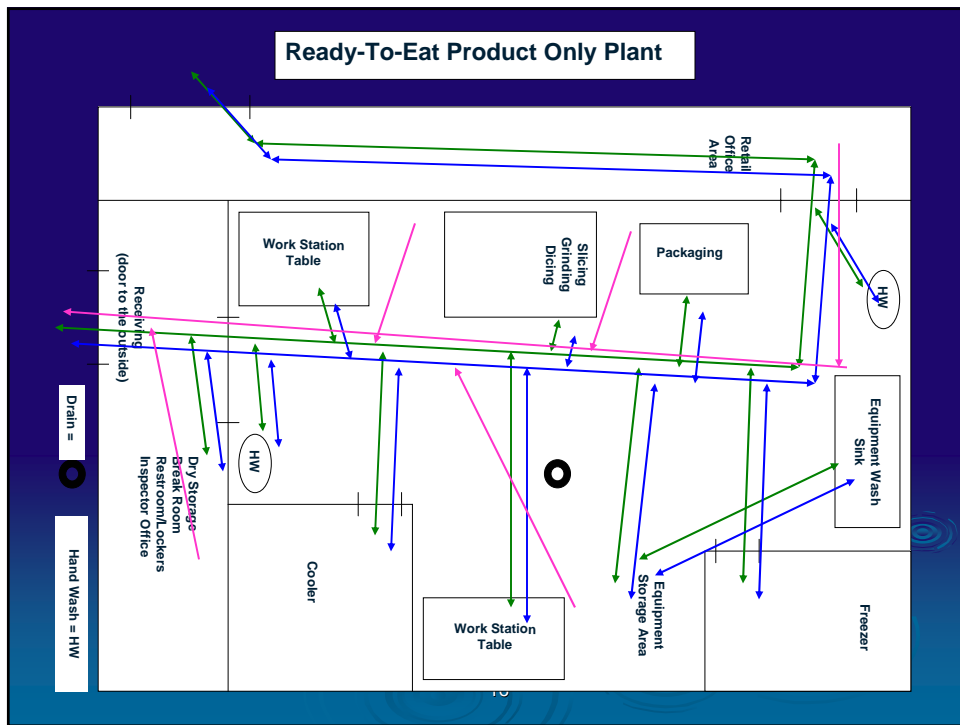 Ready-To-Eat Product Only Plant
Retail
Office
Area
Work Station
Table
Slicing
Grinding
Dicing
Packaging
HW
Receiving
(door to the outside)
Drain =
Hand Wash = HW
Dry Storage
Break Room
Restroom/Lockers
Inspector Office
HW
Cooler
Work Station
Table
Equipment
Storage Area
Equipment Wash
Sink
Freezer